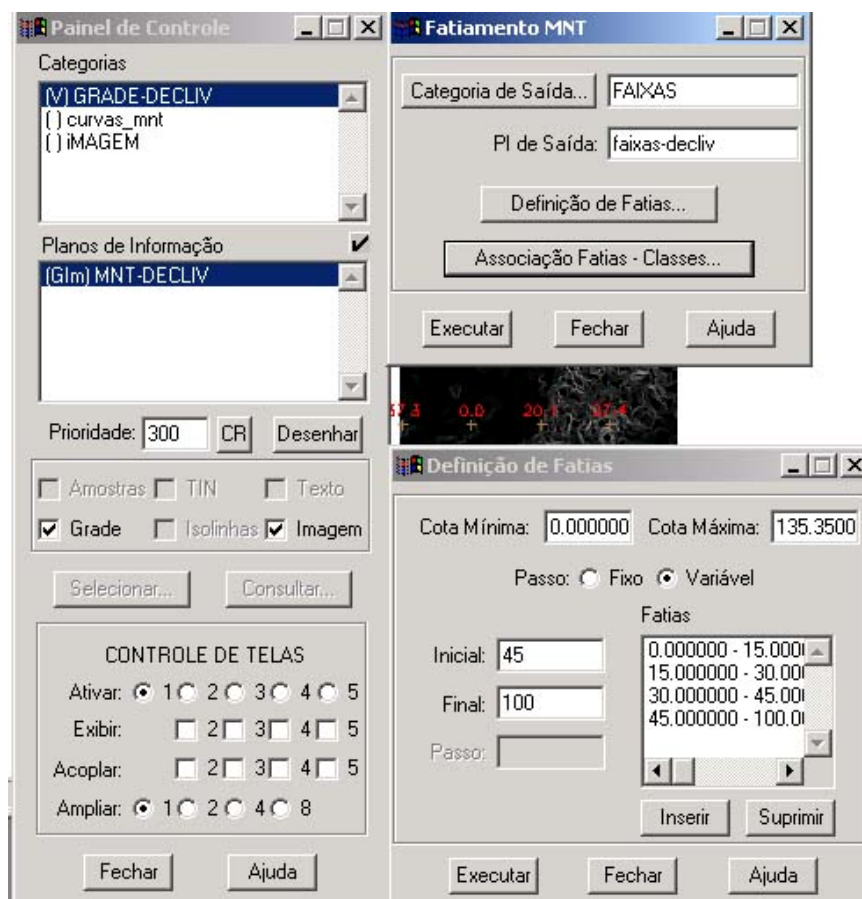 Painel de Controle
Categorias
(V) GRADE-DECLIV
( ) curvas_mnt
( ) iMAGEM
Planos de Informação
(GIm) MNT-DECLIV
Prioridade: 300 CR Desenhar
Amostras TIN Texto
Grade Isolinhas Imagem
Selecionar... Consultar...
CONTROLE DE TELAS
Ativar: 1 2 3 4 5
Exibir: 2 3 4 5
Acoplar: 2 3 4 5
Ampliar: 1 2 4 8
Fechar Ajuda
Fatiamento MNT
Categoria de Saída... FAIXAS
PI de Saída: faixas-decliv
Definição de Fatias...
Associação Fatias - Classes...
Executar Fechar Ajuda
0.0 20.1
Definição de Fatias
Cota Mínima: 0.000000 Cota Máxima: 135.3500
Passo: Fixo Variável
Fatias
Inicial: 45
Final: 100
Passo:
0.000000 - 15.000
15.000000 - 30.00
30.000000 - 45.00
45.000000 - 100.0
Inserir Suprimir
Executar Fechar Ajuda